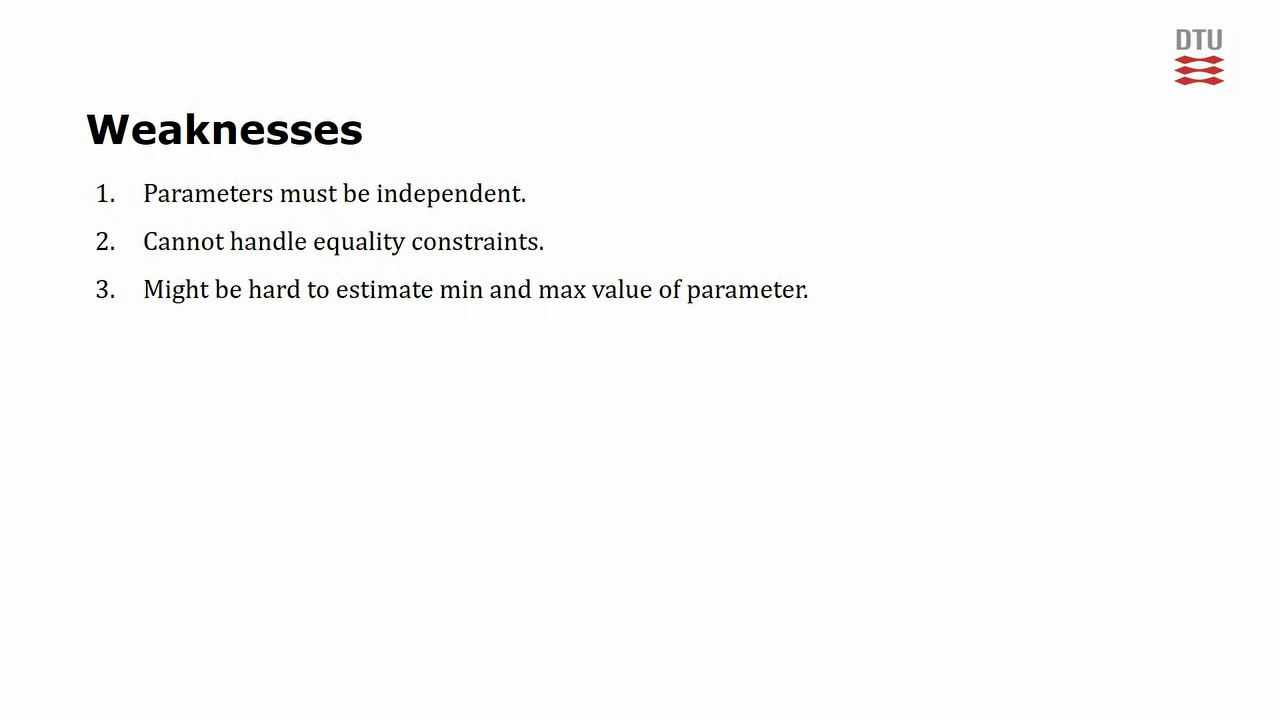 DTU
Weaknesses
1. Parameters must be independent.
2. Cannot handle equality constraints.
3. Might be hard to estimate min and max value of parameter.